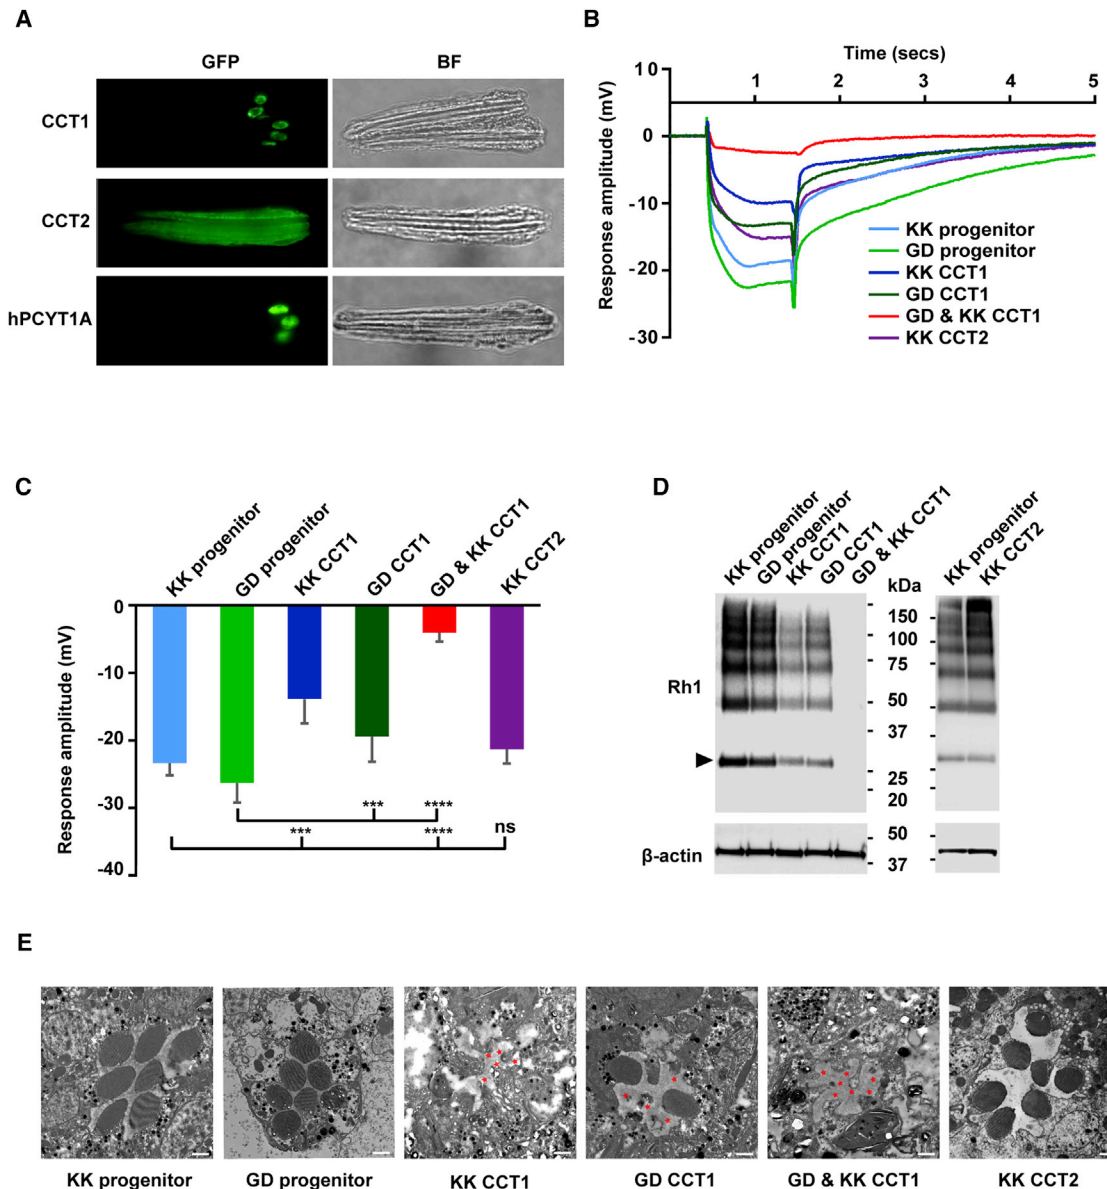 A
GFP
BF
CCT1
CCT2
hPCYT1A
B
Time (secs)
1 2 3 4 5
Response amplitude (mV)
10
0
-10
-20
-30
KK progenitor
GD progenitor
KK CCT1
GD CCT1
GD & KK CCT1
KK CCT2
C
KK progenitor
GD progenitor
KK CCT1
GD CCT1
GD & KK CCT1
KK CCT2
Response amplitude (mV)
0
-10
-20
-30
-40
*** ****
*** **** ns
D
KK progenitor
GD progenitor
KK CCT1
GD CCT1
GD & KK CCT1
KK progenitor
KK CCT2
kDa
150
100
75
50
37
25
20
Rh1
β-actin
50
37
E
KK progenitor
GD progenitor
KK CCT1
GD CCT1
GD & KK CCT1
KK CCT2